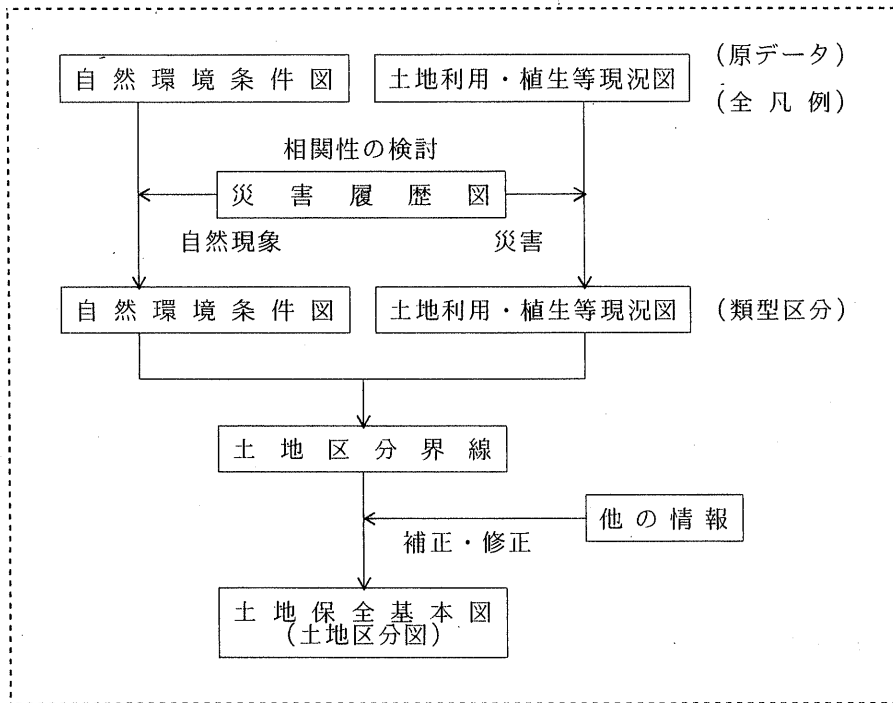 自然環境条件図
土地利用・植生等現況図
(原データ)
(全凡例)
相関性の検討
災害履歴図
自然現象
災害
自然環境条件図
土地利用・植生等現況図
(類型区分)
土地区分界線
他の情報
補正・修正
土地保全基本図
(土地区分図)